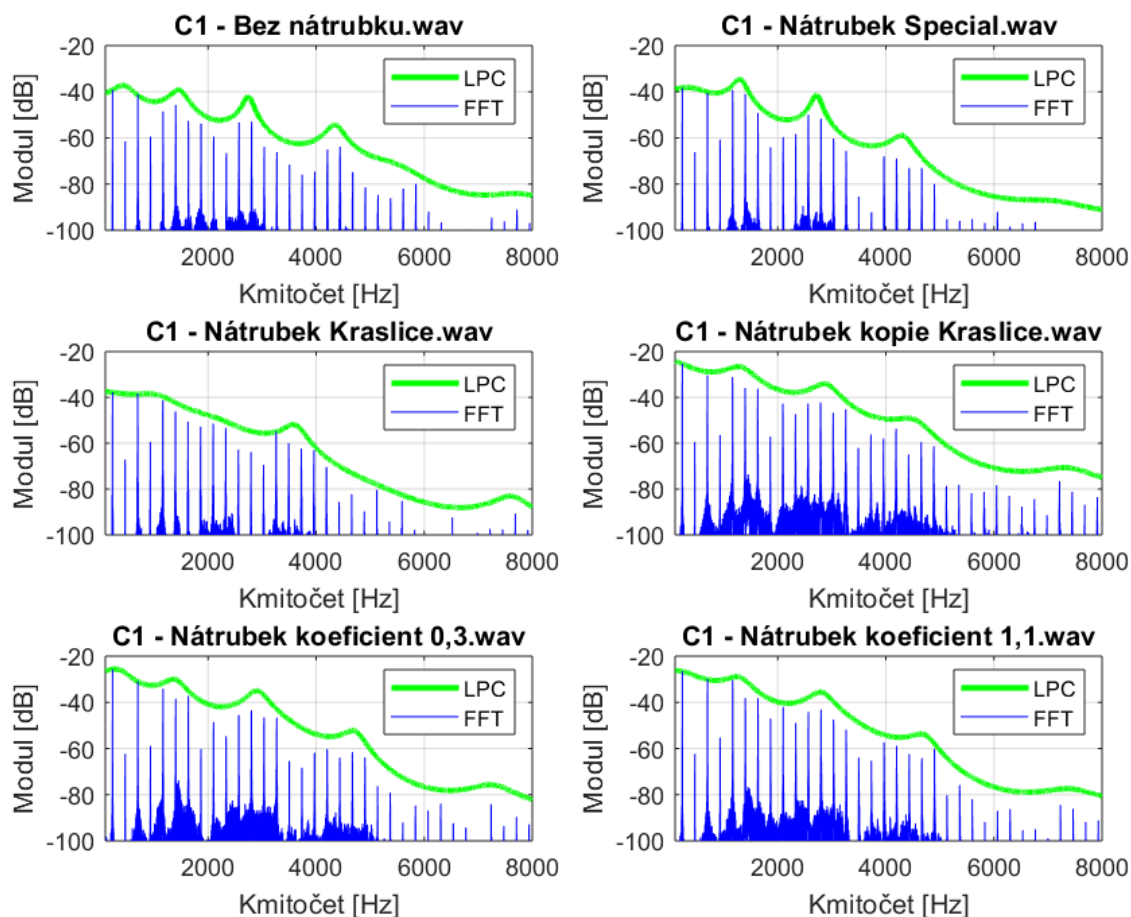 C1 - Bez nátrubku.wav
-20
-40
-60
-80
-100
Modul [dB]
LPC
FFT
2000 4000 6000 8000
Kmitočet [Hz]
C1 - Nátrubek Special.wav
-20
-40
-60
-80
-100
Modul [dB]
LPC
FFT
2000 4000 6000 8000
Kmitočet [Hz]
C1 - Nátrubek Kraslice.wav
-20
-40
-60
-80
-100
Modul [dB]
LPC
FFT
2000 4000 6000 8000
Kmitočet [Hz]
C1 - Nátrubek kopie Kraslice.wav
-20
-40
-60
-80
-100
Modul [dB]
LPC
FFT
2000 4000 6000 8000
Kmitočet [Hz]
C1 - Nátrubek koeficient 0,3.wav
-20
-40
-60
-80
-100
Modul [dB]
LPC
FFT
2000 4000 6000 8000
Kmitočet [Hz]
C1 - Nátrubek koeficient 1,1.wav
-20
-40
-60
-80
-100
Modul [dB]
LPC
FFT
2000 4000 6000 8000
Kmitočet [Hz]